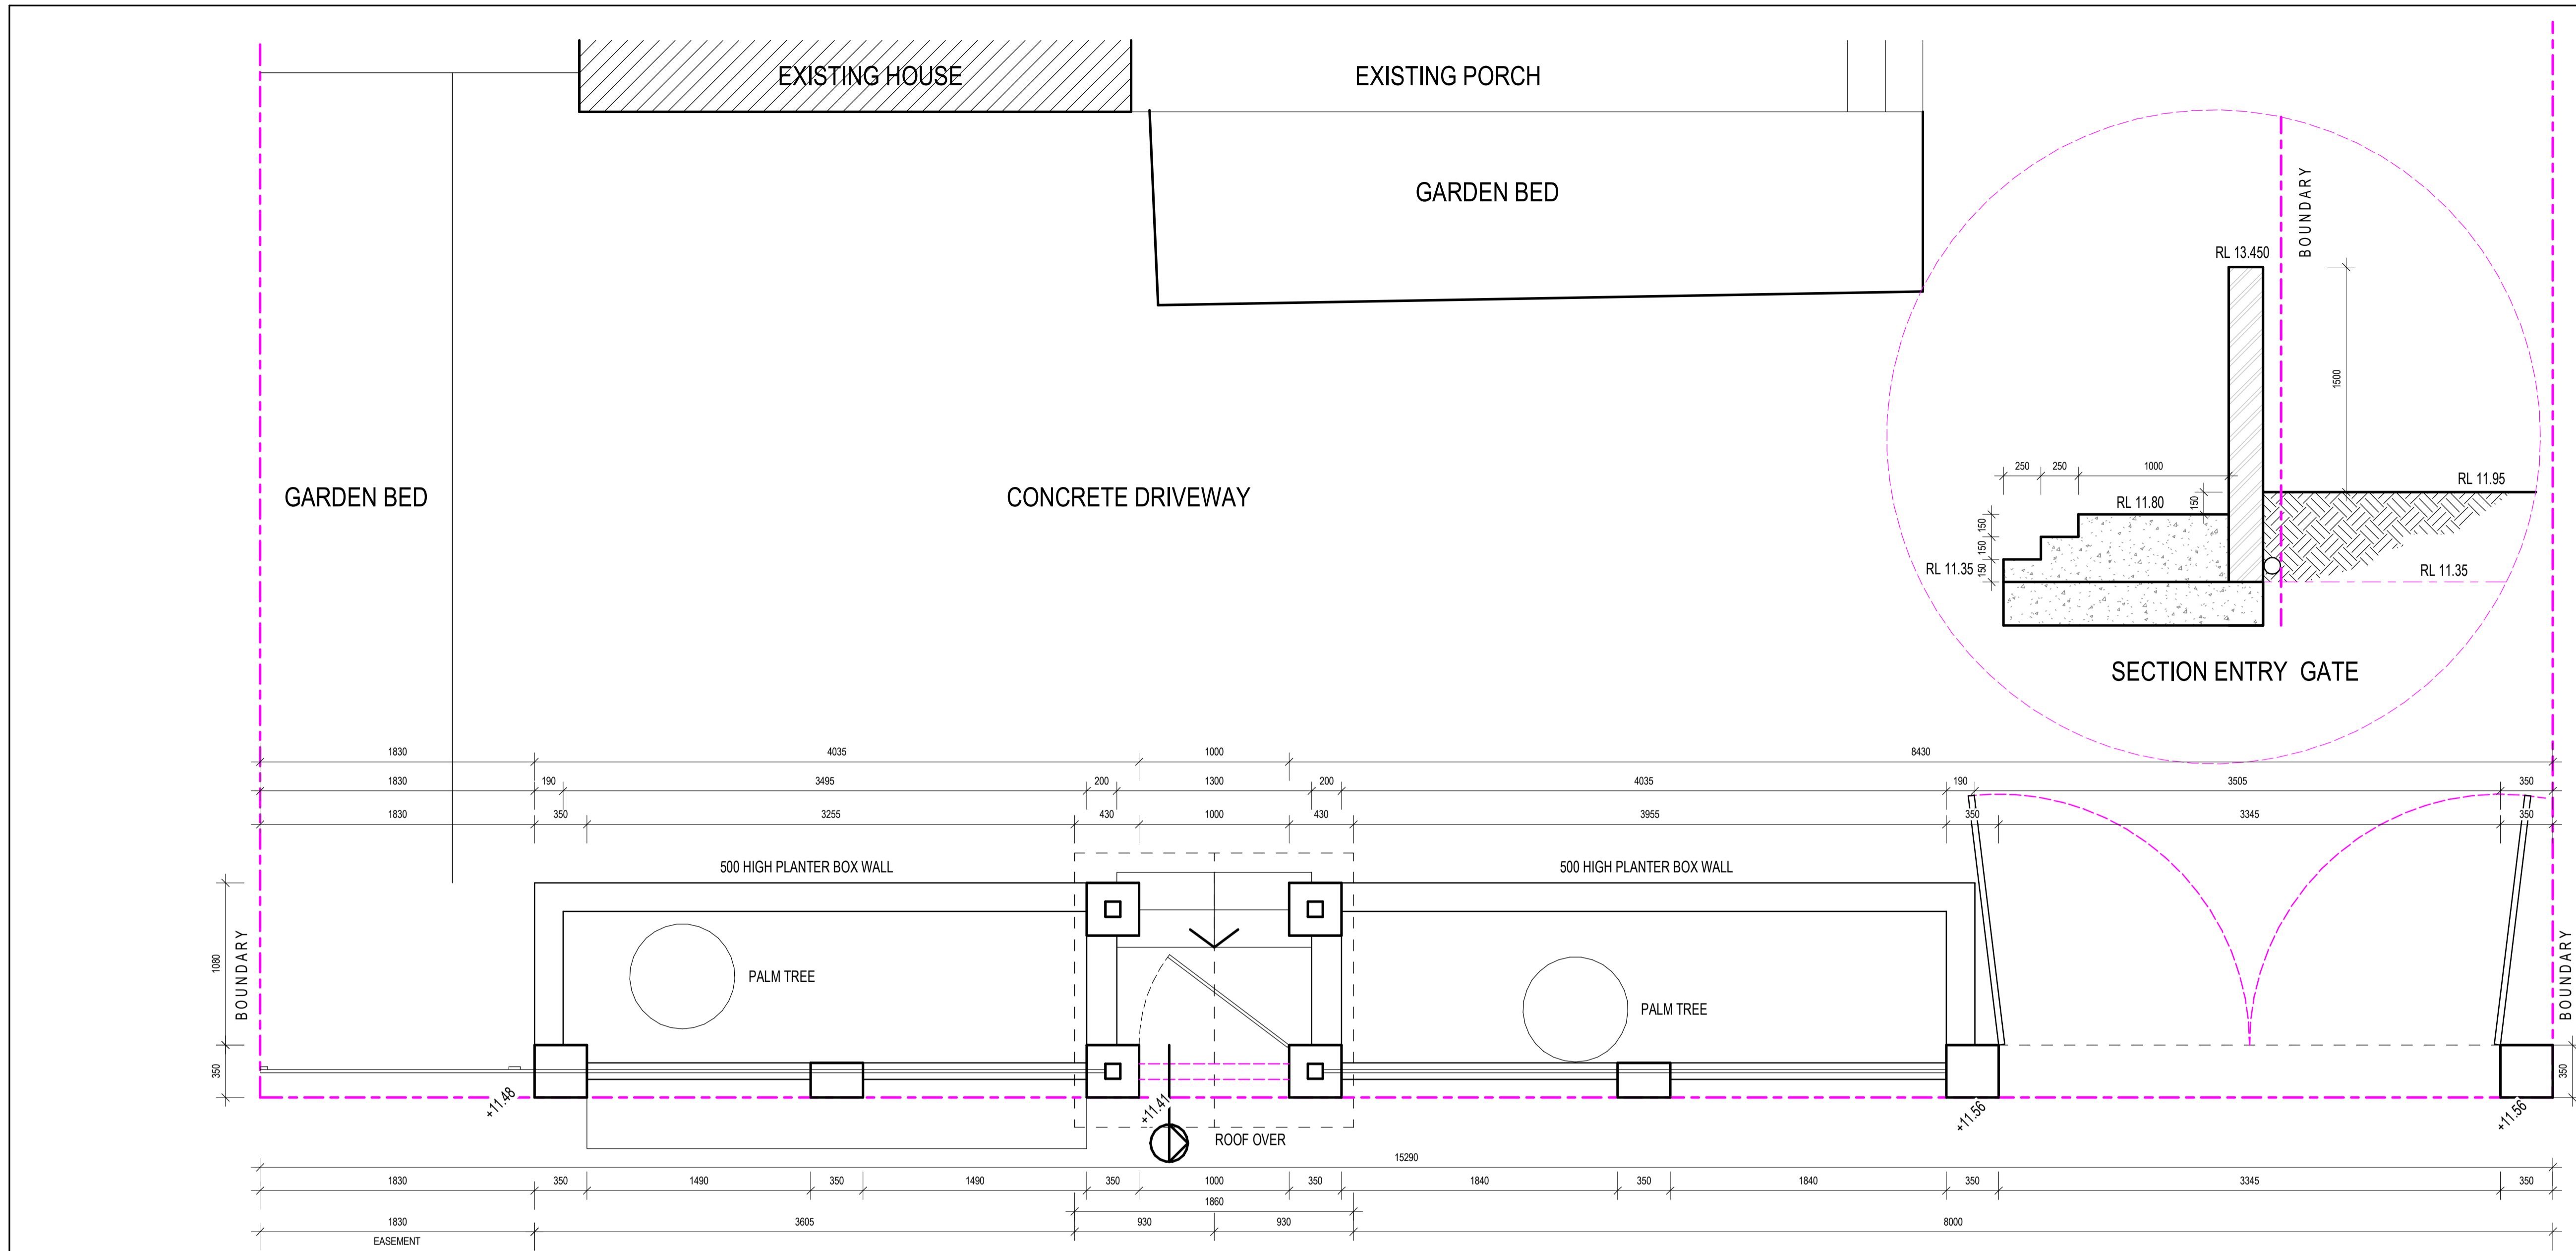 EXISTING HOUSE
EXISTING PORCH
GARDEN BED
BOUNDARY
RL 13.450
1500
250 250 1000
RL 11.95
RL 11.80
150
150
150
150
RL 11.35
RL 11.35
SECTION ENTRY GATE
GARDEN BED
CONCRETE DRIVEWAY
1830 4035 1000 8430
1830 190 3495 200 1300 200 4035 190 3505 350
1830 350 3255 430 1000 430 3955 350 3345 350
500 HIGH PLANTER BOX WALL
500 HIGH PLANTER BOX WALL
1080
BOUNDARY
PALM TREE
PALM TREE
BOUNDARY
350
350
+11.48
+11.41
+11.56
+11.56
ROOF OVER
15290
1830 350 1490 350 1490 350 1000 350 1840 350 1840 350 3345 350
1860
1830 3605 930 930 8000
EASEMENT